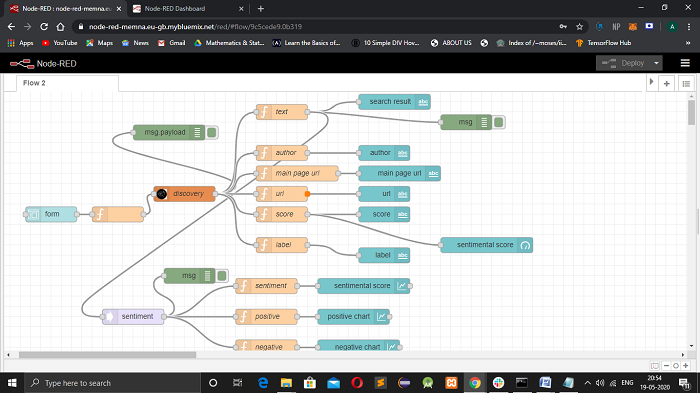 Node-RED : node-red-memna.eu-g
Node-RED Dashboard
node-red-memna.eu-gb.mybluemix.net/red/#flow/9c5cede9.0b319
NP
A
Apps
YouTube
Maps
News
Gmail
Mathematics & Stat...
(A) Learn the Basics of...
10 Simple DIV Hov...
ABOUT US
Index of /~moses/ii...
TensorFlow Hub
Node-RED
Deploy
Flow 2
text
search result
abc
msg
msg.payload
author
author
abc
main page url
main page url
abc
discovery
url
url
abc
form
score
score
abc
label
label
abc
sentimental score
msg
sentiment
sentimental score
sentiment
positive
positive chart
negative
negative chart
Type here to search
ENG
20:54
19-05-2020